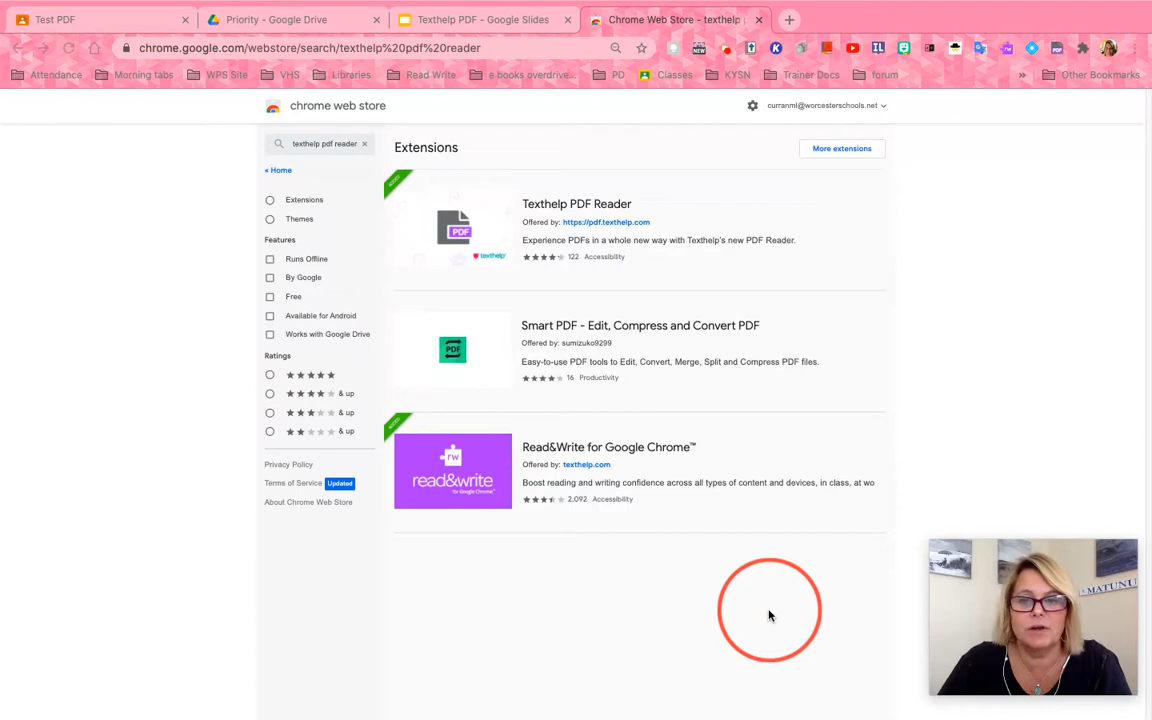 Test PDF
Priority - Google Drive
Texthelp PDF - Google Slides
Chrome Web Store - texthelp
chrome.google.com/webstore/search/texthelp%20pdf%20reader
Attendance
Morning tabs
WPS Site
VHS
Libraries
Read Write
e books overdrive...
PD
Classes
KYSN
Trainer Docs
forum
»
Other Bookmarks
chrome web store
curranml@worcesterschools.net
texthelp pdf reader
« Home
Extensions
Themes
Features
Runs Offline
By Google
Free
Available for Android
Works with Google Drive
Ratings
& up
& up
& up
Privacy Policy
Terms of Service Updated
About Chrome Web Store
Extensions
More extensions
ADDED
PDF
texthelp
Texthelp PDF Reader
Offered by: https://pdf.texthelp.com
Experience PDFs in a whole new way with Texthelp's new PDF Reader.
122 Accessibility
PDF
Smart PDF - Edit, Compress and Convert PDF
Offered by: sumizuko9299
Easy-to-use PDF tools to Edit, Convert, Merge, Split and Compress PDF files.
16 Productivity
ADDED
rw
read&write
for Google Chrome™
Read&Write for Google Chrome™
Offered by: texthelp.com
Boost reading and writing confidence across all types of content and devices, in class, at wo
2,092 Accessibility
MATUNU